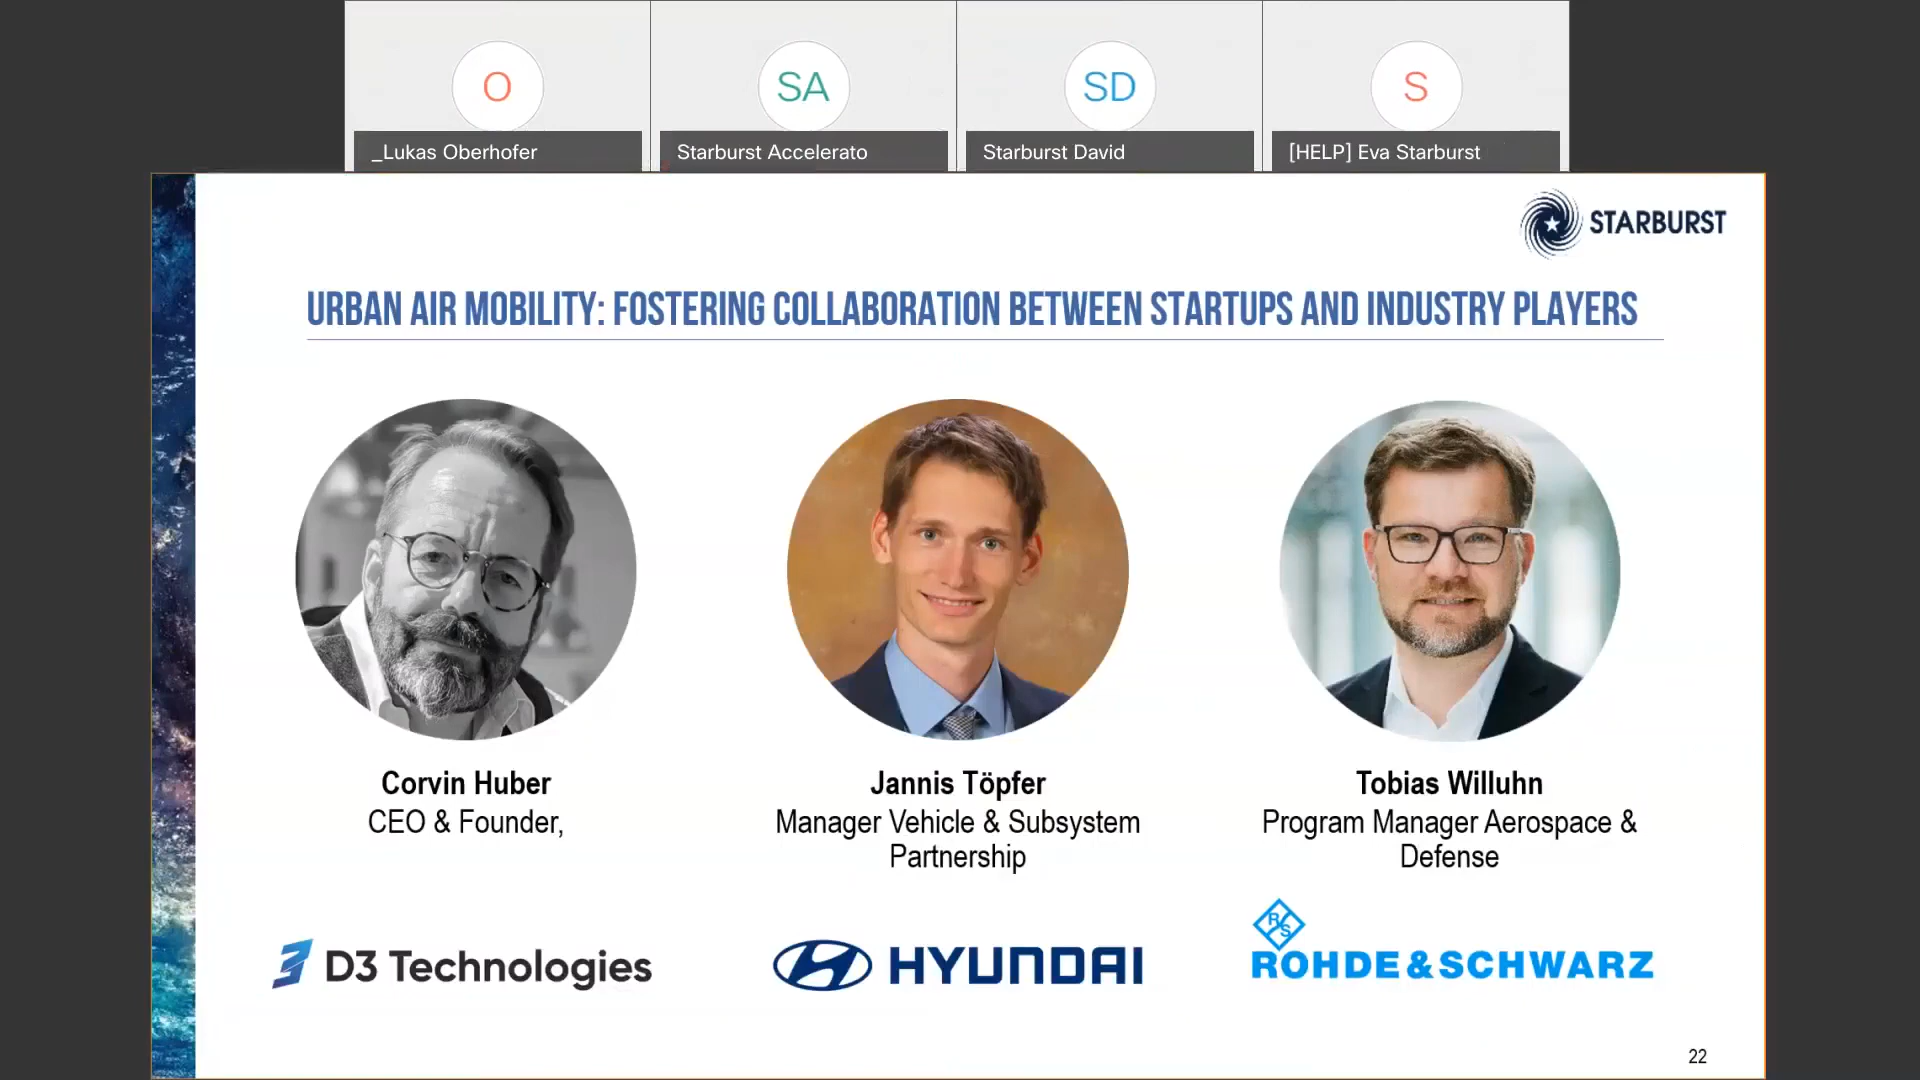 O
SA
SD
S
_Lukas Oberhofer
Starburst Accelerato
Starburst David
[HELP] Eva Starburst
STARBURST
URBAN AIR MOBILITY: FOSTERING COLLABORATION BETWEEN STARTUPS AND INDUSTRY PLAYERS
Corvin Huber
CEO & Founder,
Jannis Töpfer
Manager Vehicle & Subsystem
Partnership
Tobias Willuhn
Program Manager Aerospace &
Defense
D3 Technologies
HYUNDAI
R S
ROHDE & SCHWARZ
22